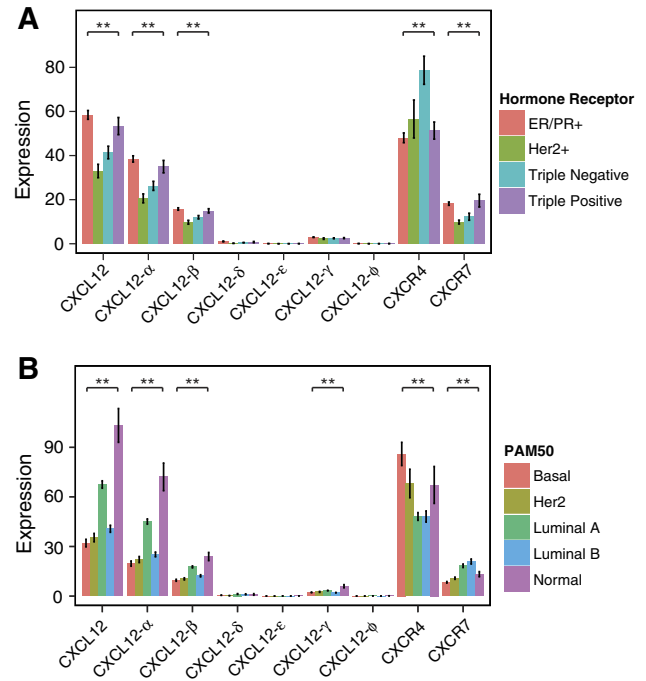 A
** ** ** ** **
80
60
40
20
0
Expression
CXCL12 CXCL12-α CXCL12-β CXCL12-δ CXCL12-ε CXCL12-γ CXCL12-ϕ CXCR4 CXCR7
Hormone Receptor
ER/PR+
Her2+
Triple Negative
Triple Positive
B
** ** ** ** ** **
90
60
30
0
Expression
CXCL12 CXCL12-α CXCL12-β CXCL12-δ CXCL12-ε CXCL12-γ CXCL12-ϕ CXCR4 CXCR7
PAM50
Basal
Her2
Luminal A
Luminal B
Normal